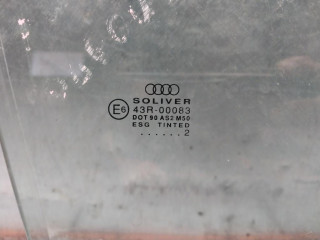 SOLIVER
E6 43R-00083
DOT 90 AS2 M50
ESG TINTED
. . . . . . 2